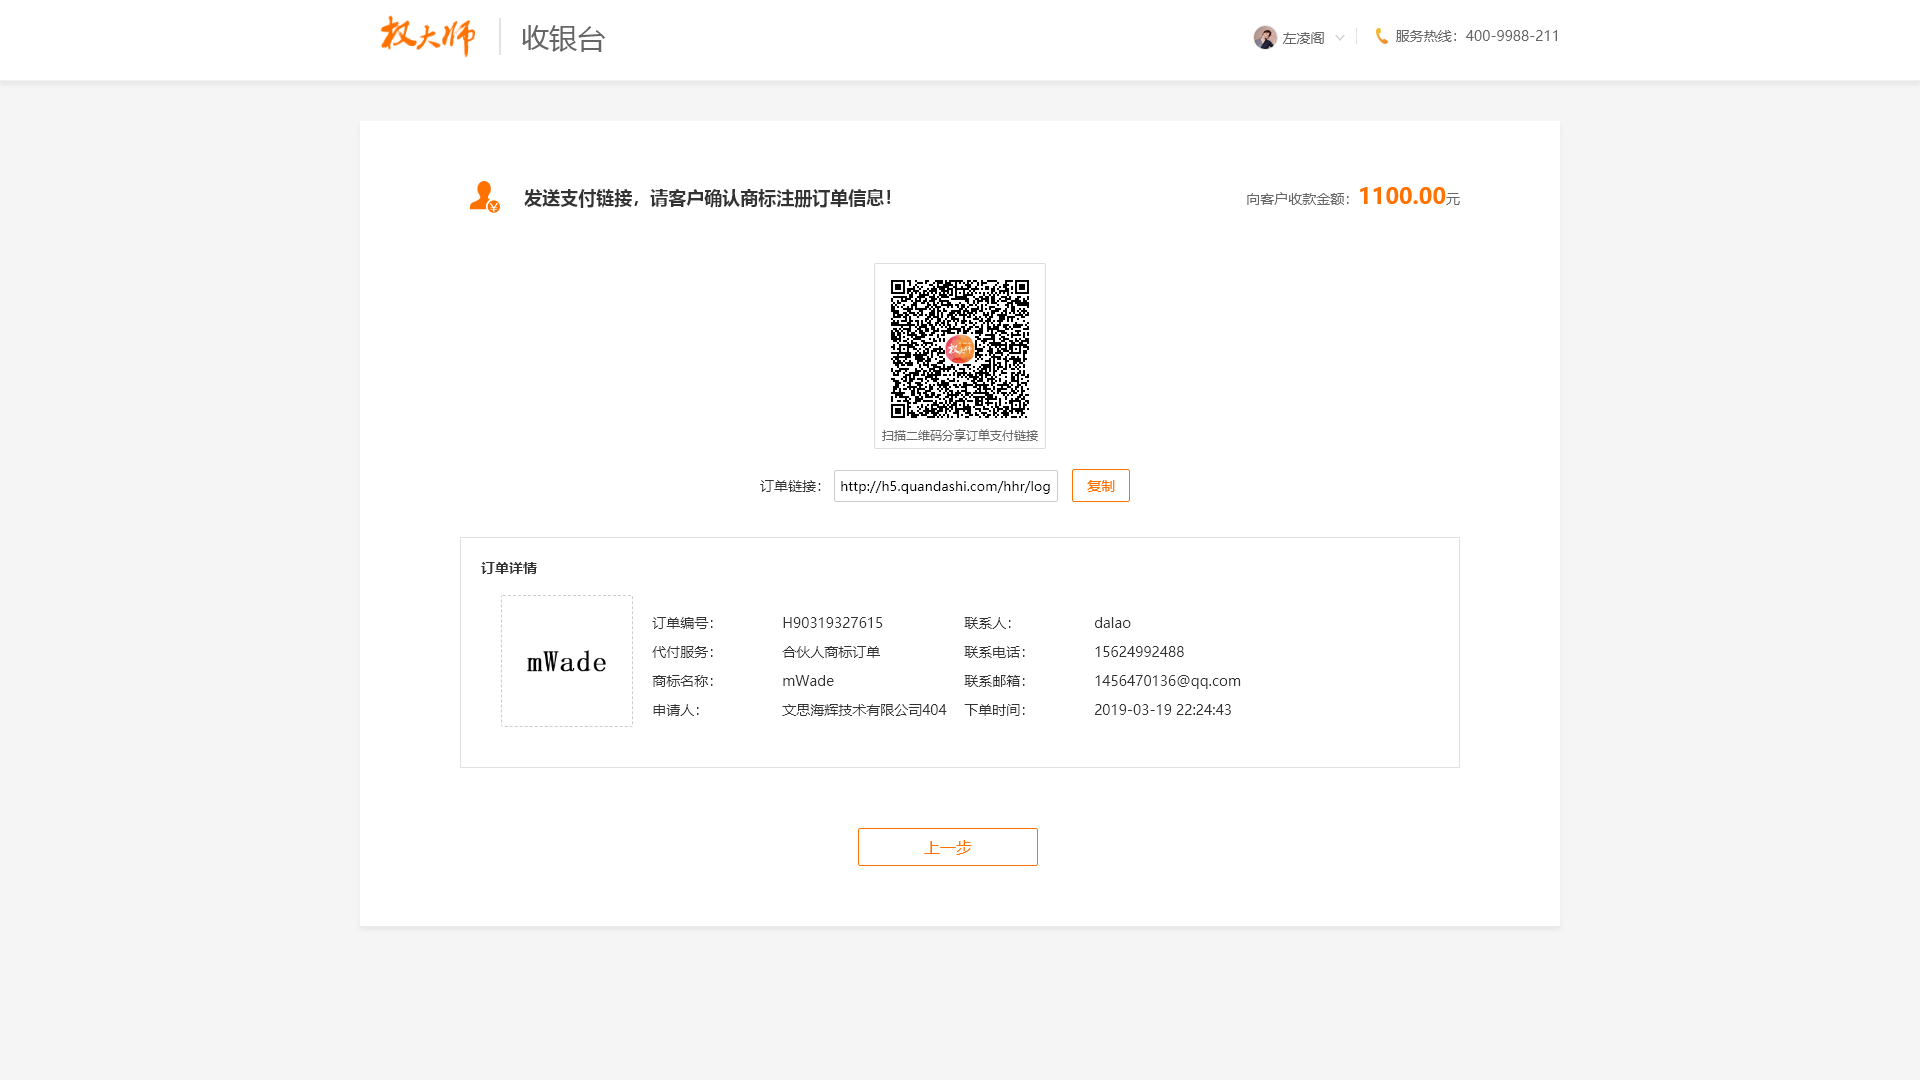 权大师 收银台 左凌阁 服务热线：400-9988-211
发送支付链接，请客户确认商标注册订单信息！ 向客户收款金额：1100.00元
权大师
扫描二维码分享订单支付链接
订单链接： http://h5.quandashi.com/hhr/log 复制
订单详情
mWade
订单编号： H90319327615 联系人： dalao
代付服务： 合伙人商标订单 联系电话： 15624992488
商标名称： mWade 联系邮箱： 1456470136@qq.com
申请人： 文思海辉技术有限公司404 下单时间： 2019-03-19 22:24:43
上一步